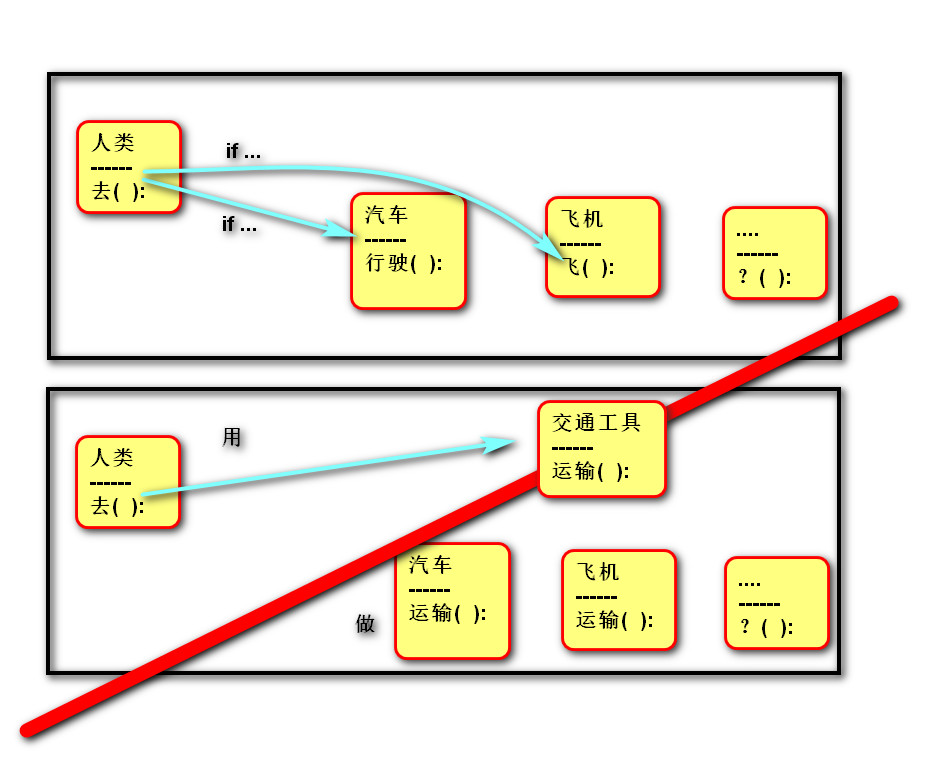 人类
------
去( ):
if ...
if ...
汽车
------
行驶( ):
飞机
------
飞( ):
....
------
? ( ):
人类
------
去( ):
用
交通工具
------
运输( ):
做
汽车
------
运输( ):
飞机
------
运输( ):
....
------
? ( ):